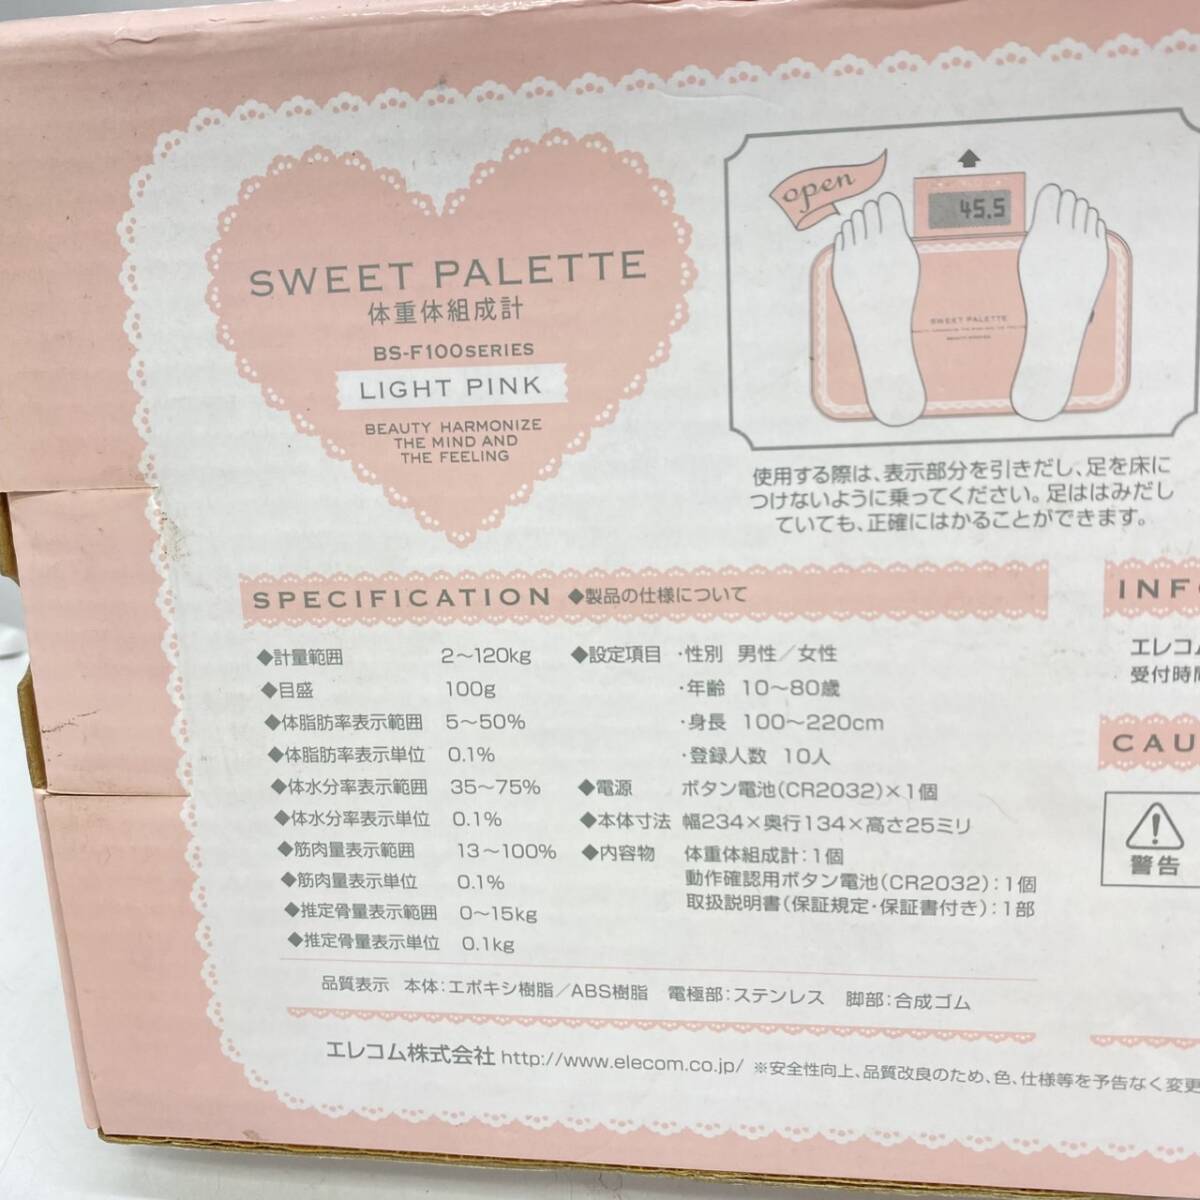 SWEET PALETTE
体重体組成計
BS-F100SERIES
LIGHT PINK
BEAUTY HARMONIZE
THE MIND AND
THE FEELING
open
45.5
SWEET PALETTE
使用する際は、表示部分を引きだし、足を床に
つけないように乗ってください。足ははみだし
ていても、正確にはかることができます。
SPECIFICATION ◆製品の仕様について
◆計量範囲 2～120kg
◆目盛 100g
◆体脂肪率表示範囲 5～50%
◆体脂肪率表示単位 0.1%
◆体水分率表示範囲 35～75%
◆体水分率表示単位 0.1%
◆筋肉量表示範囲 13～100%
◆筋肉量表示単位 0.1%
◆推定骨量表示範囲 0～15kg
◆推定骨量表示単位 0.1kg
◆設定項目 ・性別 男性／女性
・年齢 10～80歳
・身長 100～220cm
・登録人数 10人
◆電源 ボタン電池(CR2032)×1個
◆本体寸法 幅234×奥行134×高さ25ミリ
◆内容物 体重体組成計：1個
動作確認用ボタン電池(CR2032)：1個
取扱説明書(保証規定・保証書付き)：1部
品質表示 本体：エポキシ樹脂／ABS樹脂 電極部：ステンレス 脚部：合成ゴム
エレコム株式会社 http://www.elecom.co.jp/ ※安全性向上、品質改良のため、色、仕様等を予告なく変更
INF
エレコム
受付時間
CAU
警告